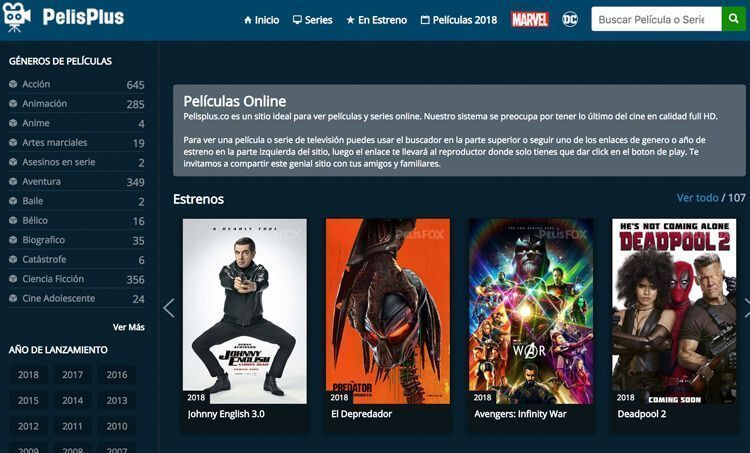 PelisPlus
Inicio
Series
En Estreno
Películas 2018
MARVEL
DC
Buscar Película o Serie
GÉNEROS DE PELÍCULAS
Acción 645
Animación 285
Anime 4
Artes marciales 19
Asesinos en serie 2
Aventura 349
Baile 2
Bélico 16
Biografico 35
Catástrofe 6
Ciencia Ficción 356
Cine Adolescente 24
Ver Más
AÑO DE LANZAMIENTO
2018 2017 2016
2015 2014 2013
2012 2011 2010
2009 2008 2007
Películas Online
Pelisplus.co es un sitio ideal para ver películas y series online. Nuestro sistema se preocupa por tener lo último del cine en calidad full HD.
Para ver una película o serie de televisión puedes usar el buscador en la parte superior o seguir uno de los enlaces de genero o año de
estreno en la parte izquierda del sitio, luego el enlace te llevará al reproductor donde solo tienes que dar click en el boton de play. Te
invitamos a compartir este genial sitio con tus amigos y familiares.
Estrenos
Ver todo / 107
A DEADLY TOOL
ROWAN
ATKINSON
JOHNNY
ENGLISH
STRIKES AGAIN
2018
Johnny English 3.0
PELISFOX
THE
PREDATOR
2018
El Depredador
PELISFOX
WAR
2018
Avengers: Infinity War
HE'S NOT COMING ALONE
DEADPOOL 2
COMING SOON
2018
Deadpool 2